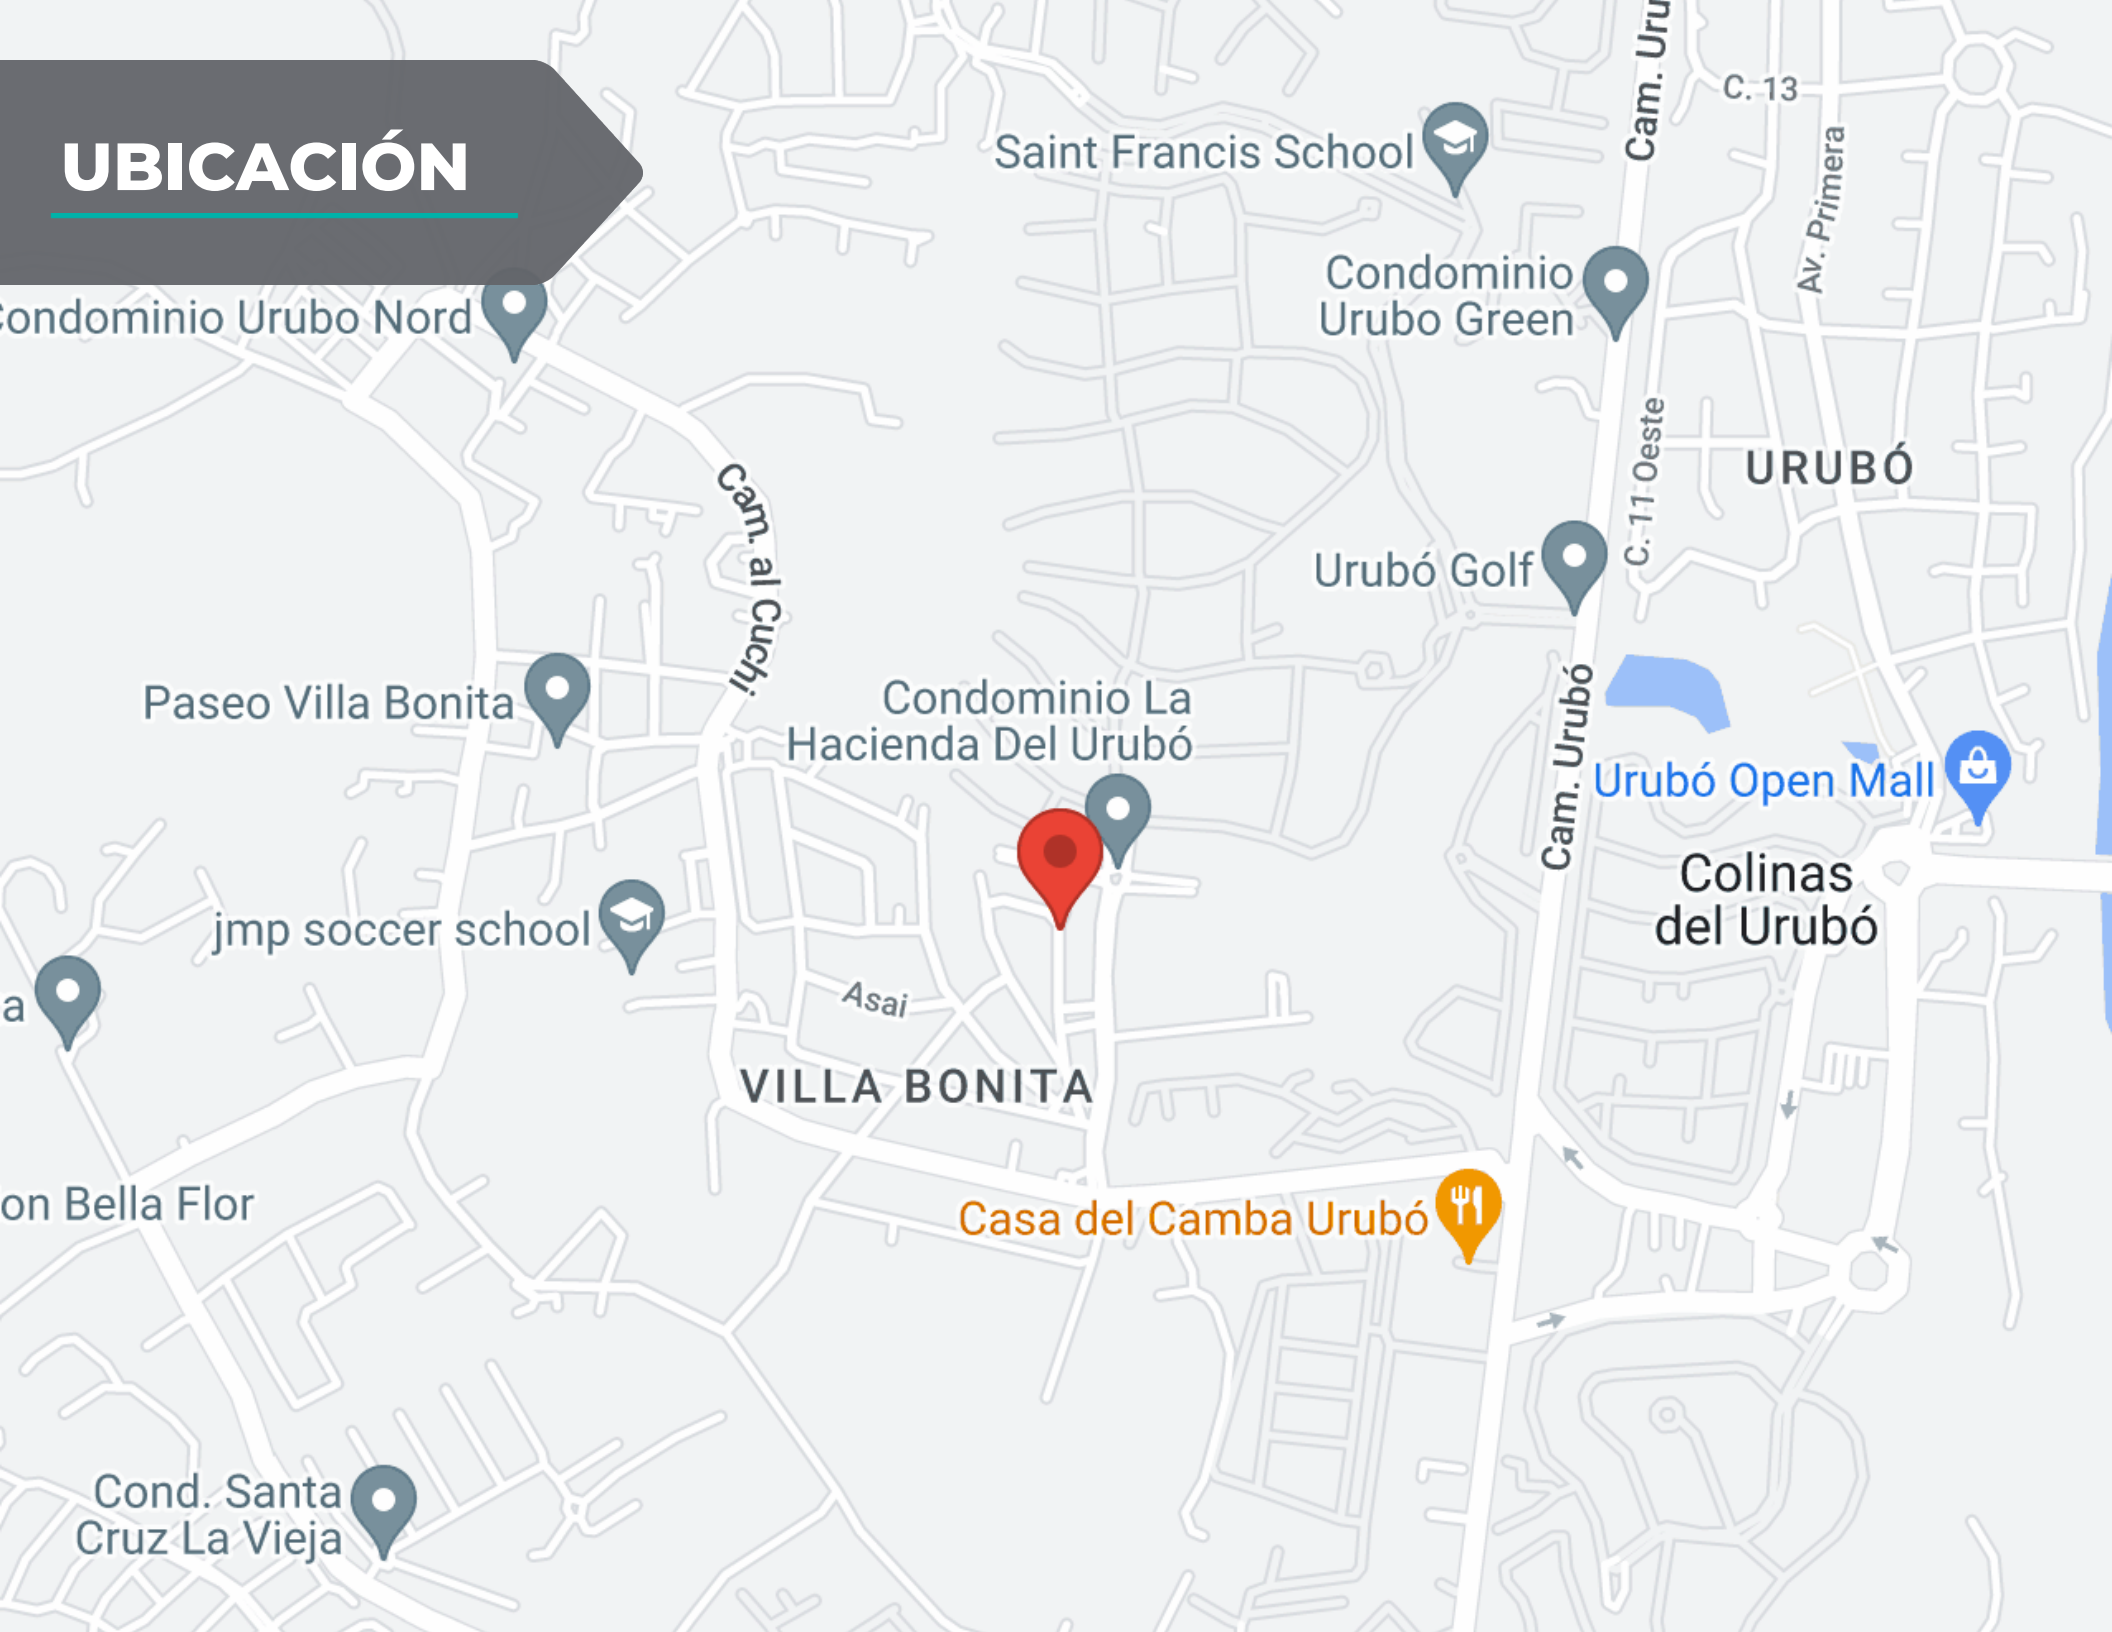 UBICACIÓN
Cam. Uru
C. 13
Saint Francis School
Av. Primera
Condominio
Urubo Green
ondominio Urubo Nord
C. 11 Oeste
URUBÓ
Cam. al Cuchi
Urubó Golf
Paseo Villa Bonita
Condominio La
Hacienda Del Urubó
Cam. Urubó
Urubó Open Mall
Colinas
del Urubó
jmp soccer school
a
Asai
VILLA BONITA
on Bella Flor
Casa del Camba Urubó
Cond. Santa
Cruz La Vieja